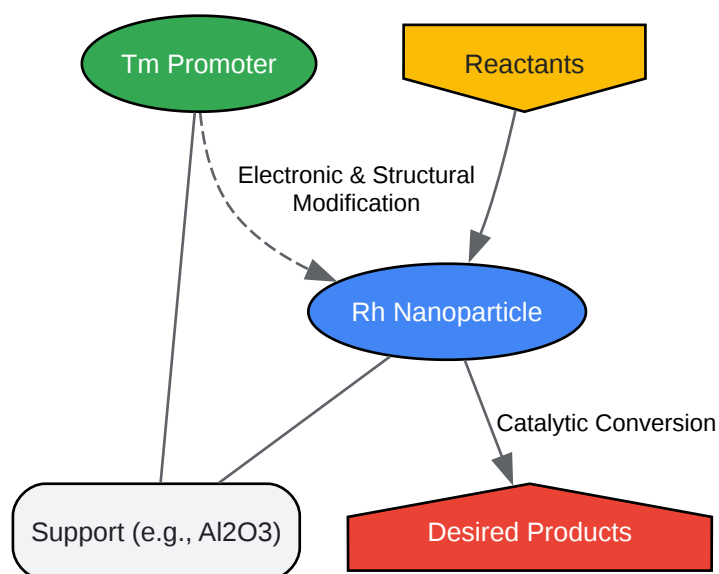 Tm Promoter
Reactants
Electronic & Structural
Modification
Rh Nanoparticle
Catalytic Conversion
Support (e.g., Al2O3)
Desired Products